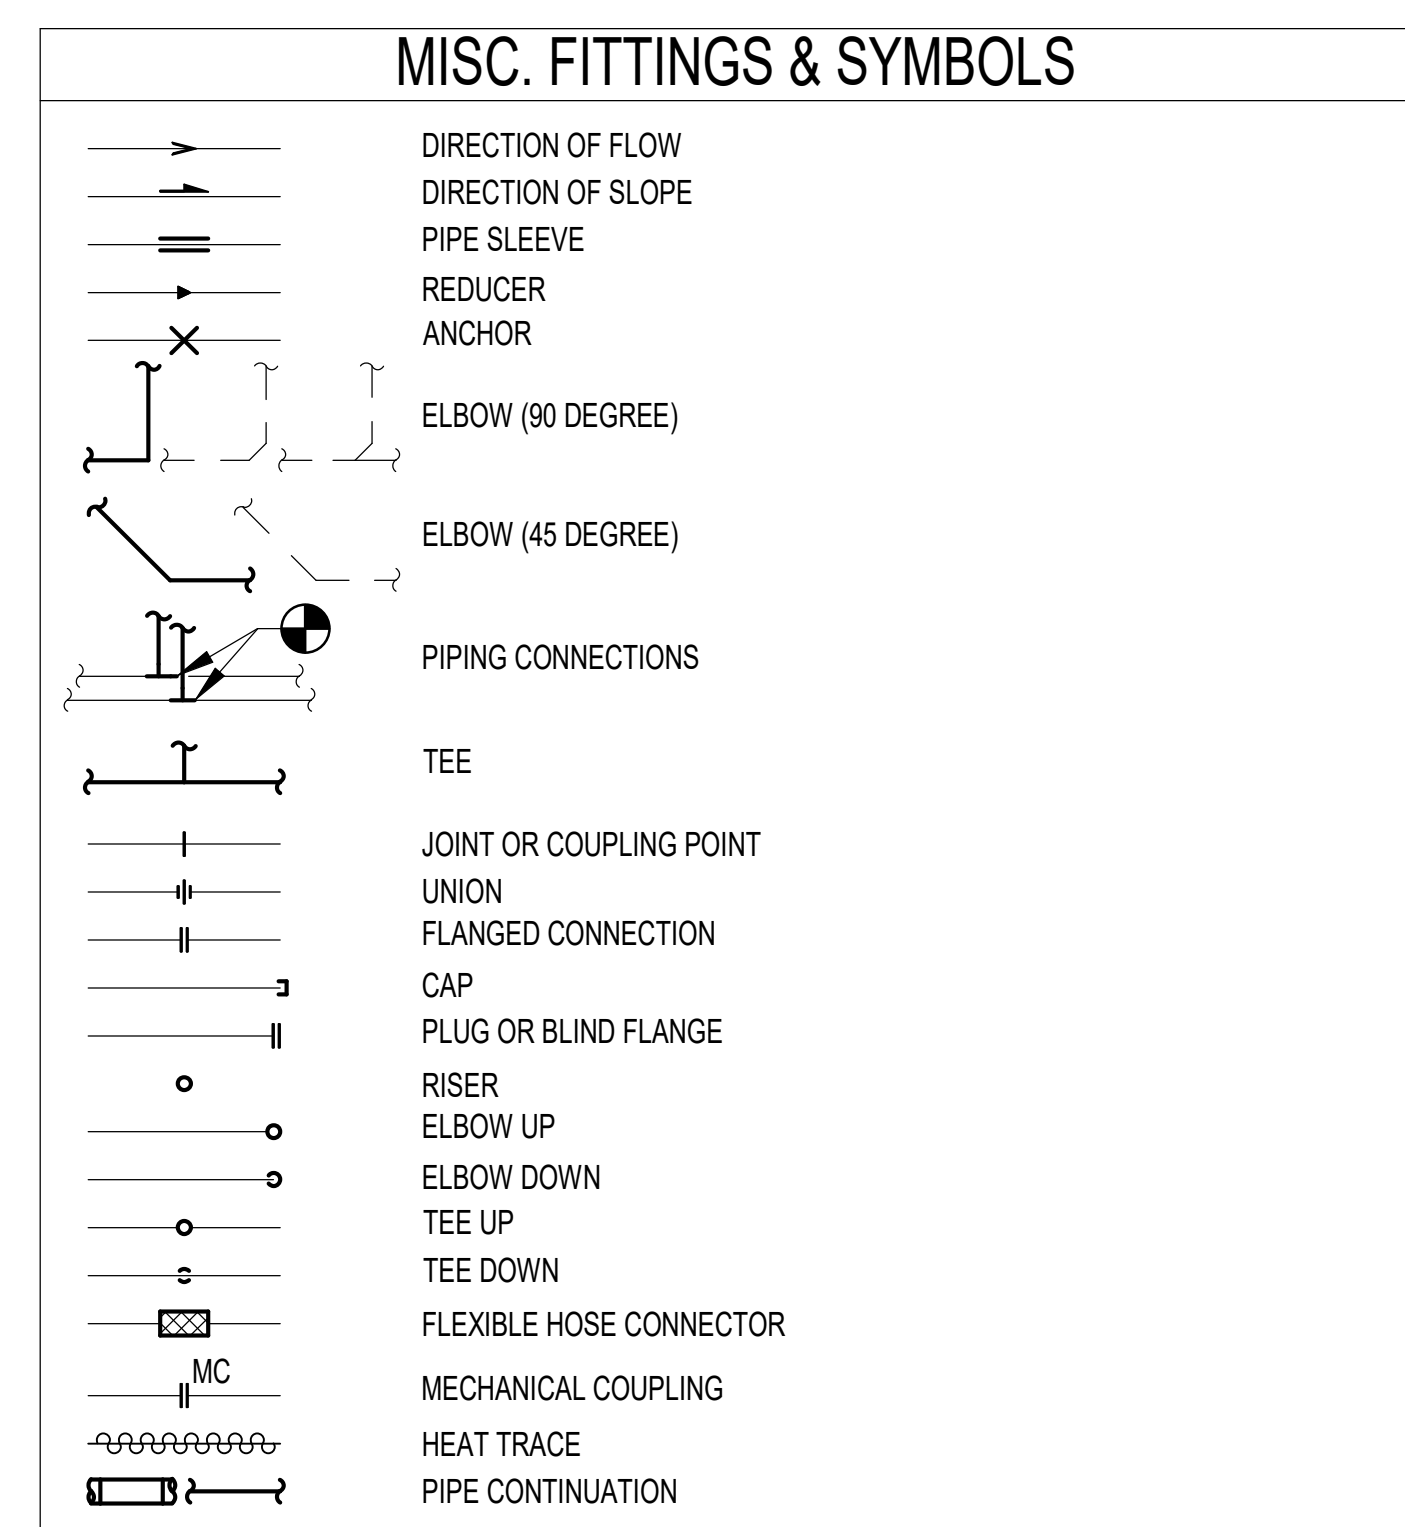 MISC. FITTINGS & SYMBOLS
DIRECTION OF FLOW
DIRECTION OF SLOPE
PIPE SLEEVE
REDUCER
ANCHOR
ELBOW (90 DEGREE)
ELBOW (45 DEGREE)
PIPING CONNECTIONS
TEE
JOINT OR COUPLING POINT
UNION
FLANGED CONNECTION
CAP
PLUG OR BLIND FLANGE
RISER
ELBOW UP
ELBOW DOWN
TEE UP
TEE DOWN
FLEXIBLE HOSE CONNECTOR
MC
MECHANICAL COUPLING
HEAT TRACE
PIPE CONTINUATION